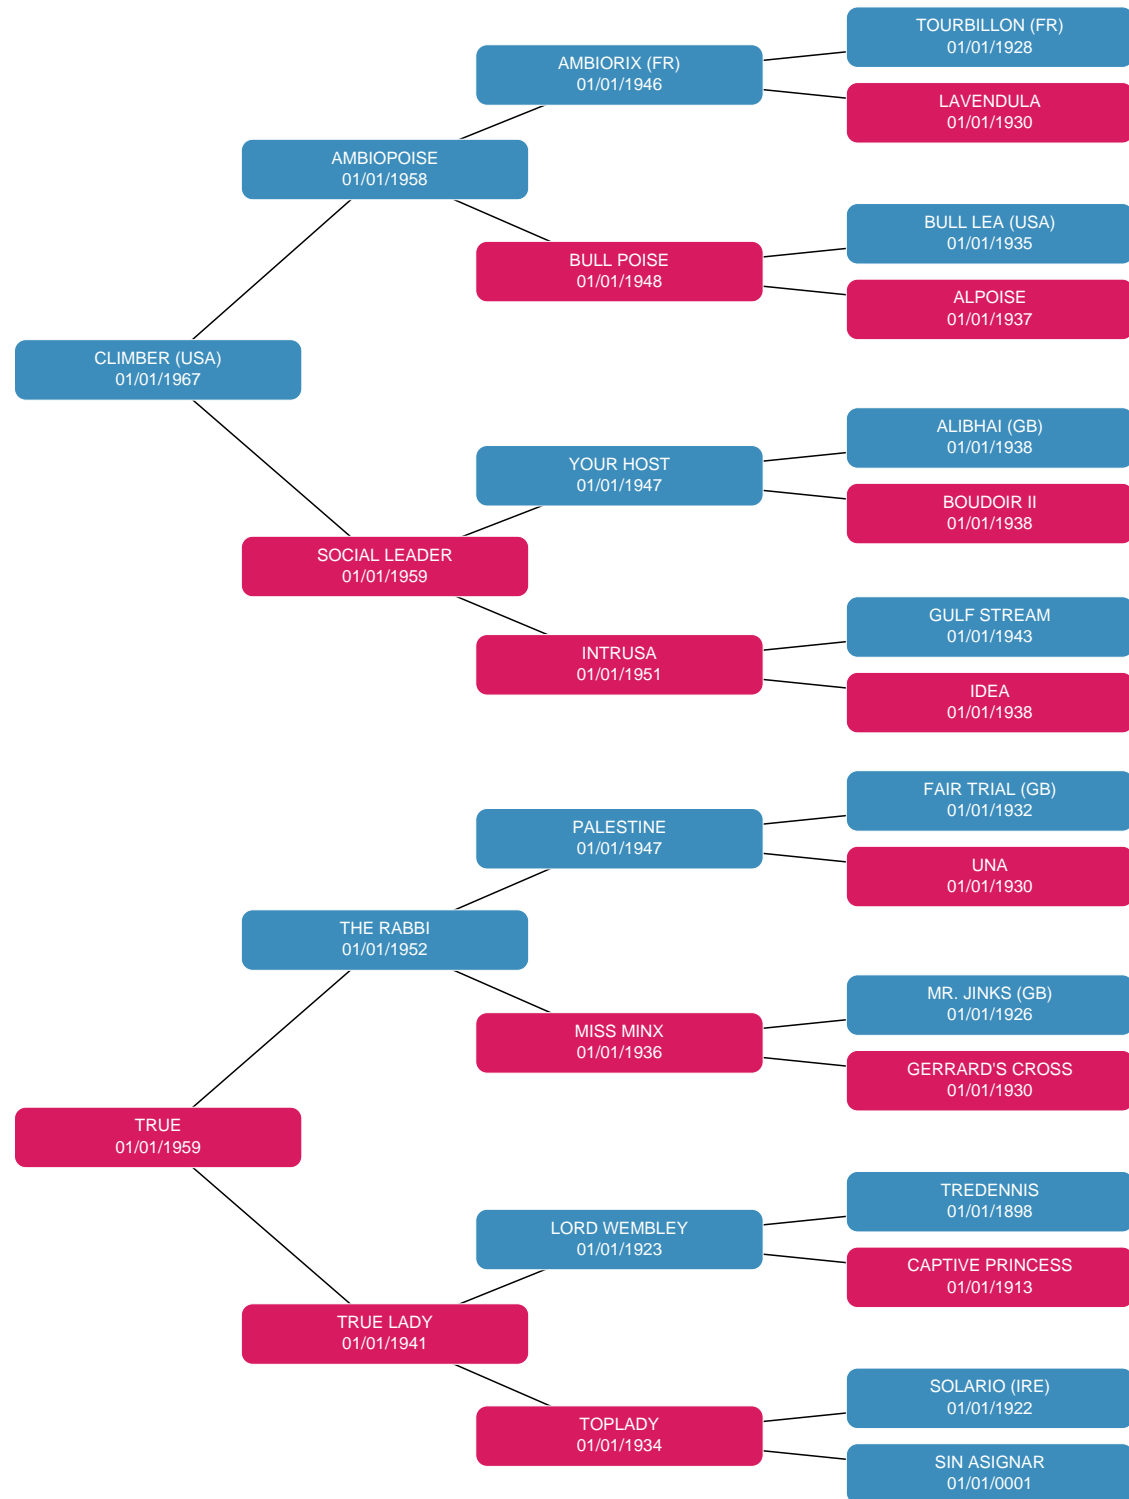 TOURBILLON (FR)
01/01/1928
AMBIORIX (FR)
01/01/1946
LAVENDULA
01/01/1930
AMBIOPOISE
01/01/1958
BULL LEA (USA)
01/01/1935
BULL POISE
01/01/1948
ALPOISE
01/01/1937
CLIMBER (USA)
01/01/1967
ALIBHAI (GB)
01/01/1938
YOUR HOST
01/01/1947
BOUDOIR II
01/01/1938
SOCIAL LEADER
01/01/1959
GULF STREAM
01/01/1943
INTRUSA
01/01/1951
IDEA
01/01/1938
FAIR TRIAL (GB)
01/01/1932
PALESTINE
01/01/1947
UNA
01/01/1930
THE RABBI
01/01/1952
MR. JINKS (GB)
01/01/1926
MISS MINX
01/01/1936
GERRARD'S CROSS
01/01/1930
TRUE
01/01/1959
TREDENNIS
01/01/1898
LORD WEMBLEY
01/01/1923
CAPTIVE PRINCESS
01/01/1913
TRUE LADY
01/01/1941
SOLARIO (IRE)
01/01/1922
TOPLADY
01/01/1934
SIN ASIGNAR
01/01/0001